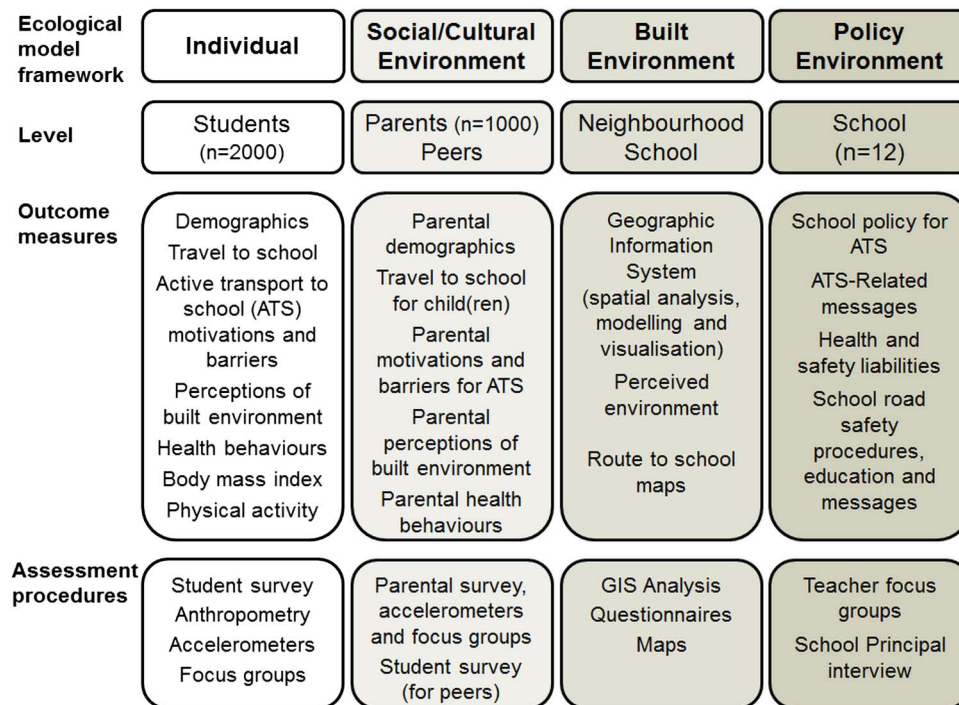 Ecological
model
framework
Individual
Social/Cultural
Environment
Built
Environment
Policy
Environment
Level
Students
(n=2000)
Parents (n=1000)
Peers
Neighbourhood
School
School
(n=12)
Outcome
measures
Demographics
Travel to school
Active transport to
school (ATS)
motivations and
barriers
Perceptions of
built environment
Health behaviours
Body mass index
Physical activity
Parental
demographics
Travel to school
for child(ren)
Parental
motivations and
barriers for ATS
Parental
perceptions of
built environment
Parental health
behaviours
Geographic
Information
System
(spatial analysis,
modelling and
visualisation)
Perceived
environment
Route to school
maps
School policy for
ATS
ATS-Related
messages
Health and
safety liabilities
School road
safety
procedures,
education and
messages
Assessment
procedures
Student survey
Anthropometry
Accelerometers
Focus groups
Parental survey,
accelerometers
and focus groups
Student survey
(for peers)
GIS Analysis
Questionnaires
Maps
Teacher focus
groups
School Principal
interview